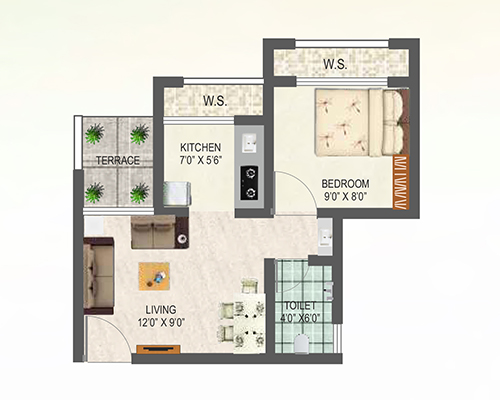 W.S.
W.S.
KITCHEN
7'0" X 5'6"
TERRACE
BEDROOM
9'0" X 8'0"
LIVING
12'0" X 9'0"
TOILET
4'0" X6'0"